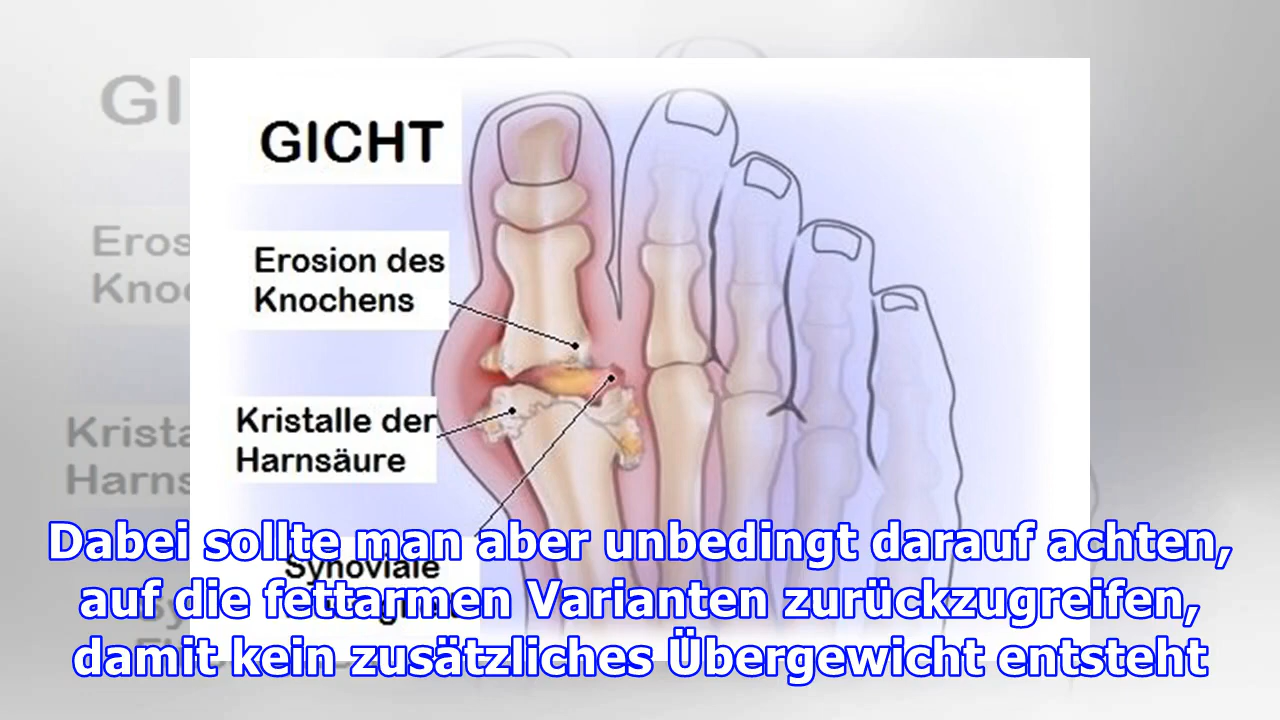 GICHT
Erosion des
Knochens
Kristalle der
Harnsäure
Synoviale
Dabei sollte man aber unbedingt darauf achten,
auf die fettarmen Varianten zurückzugreifen,
damit kein zusätzliches Übergewicht entsteht